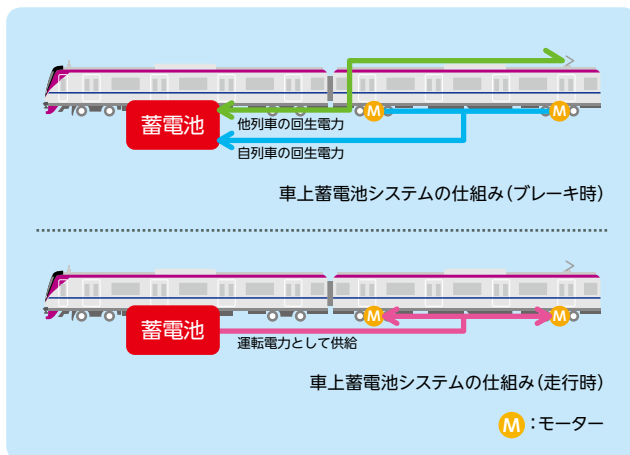 M
M
蓄電池
他列車の回生電力
自列車の回生電力
車上蓄電池システムの仕組み(ブレーキ時)
M
M
蓄電池
運転電力として供給
車上蓄電池システムの仕組み(走行時)
M:モーター